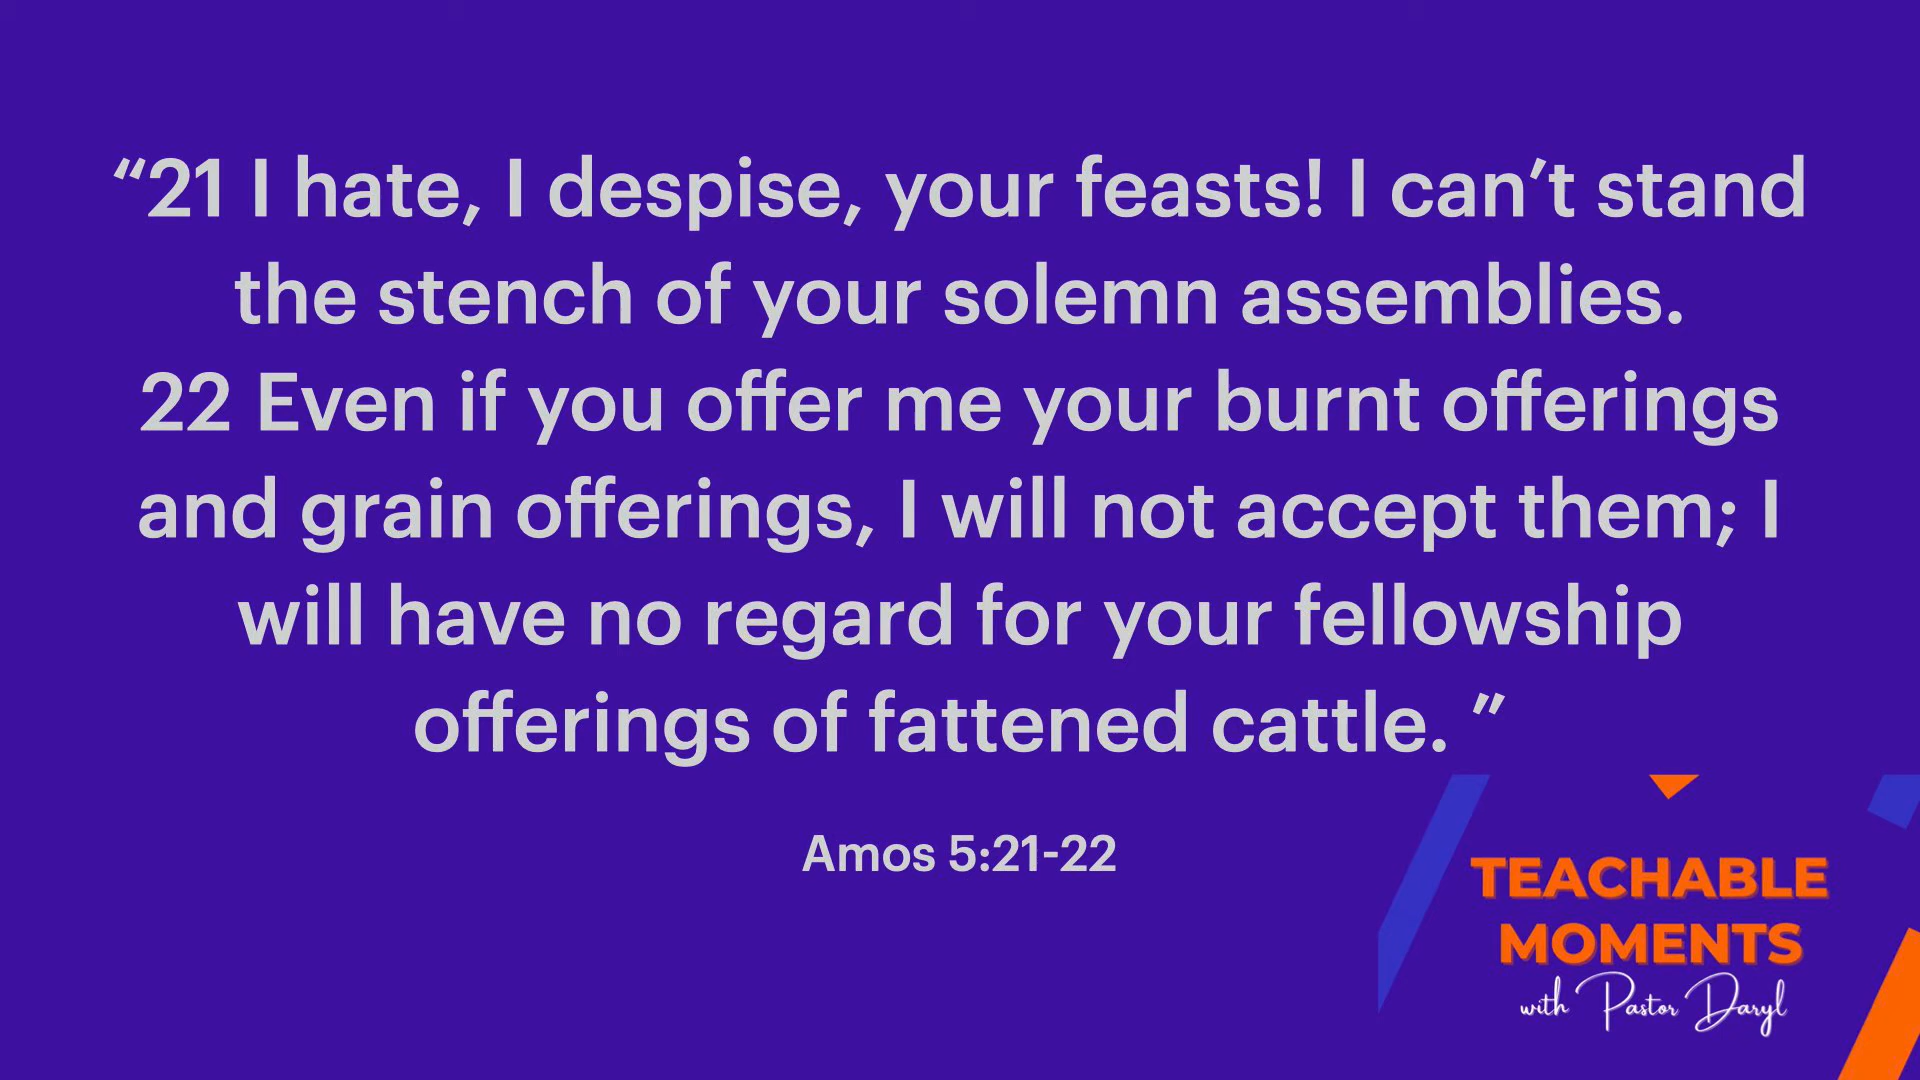 “21 I hate, I despise, your feasts! I can’t stand
the stench of your solemn assemblies.
22 Even if you offer me your burnt offerings
and grain offerings, I will not accept them; I
will have no regard for your fellowship
offerings of fattened cattle. ”
Amos 5:21-22
TEACHABLE
MOMENTS
with Pastor Daryl